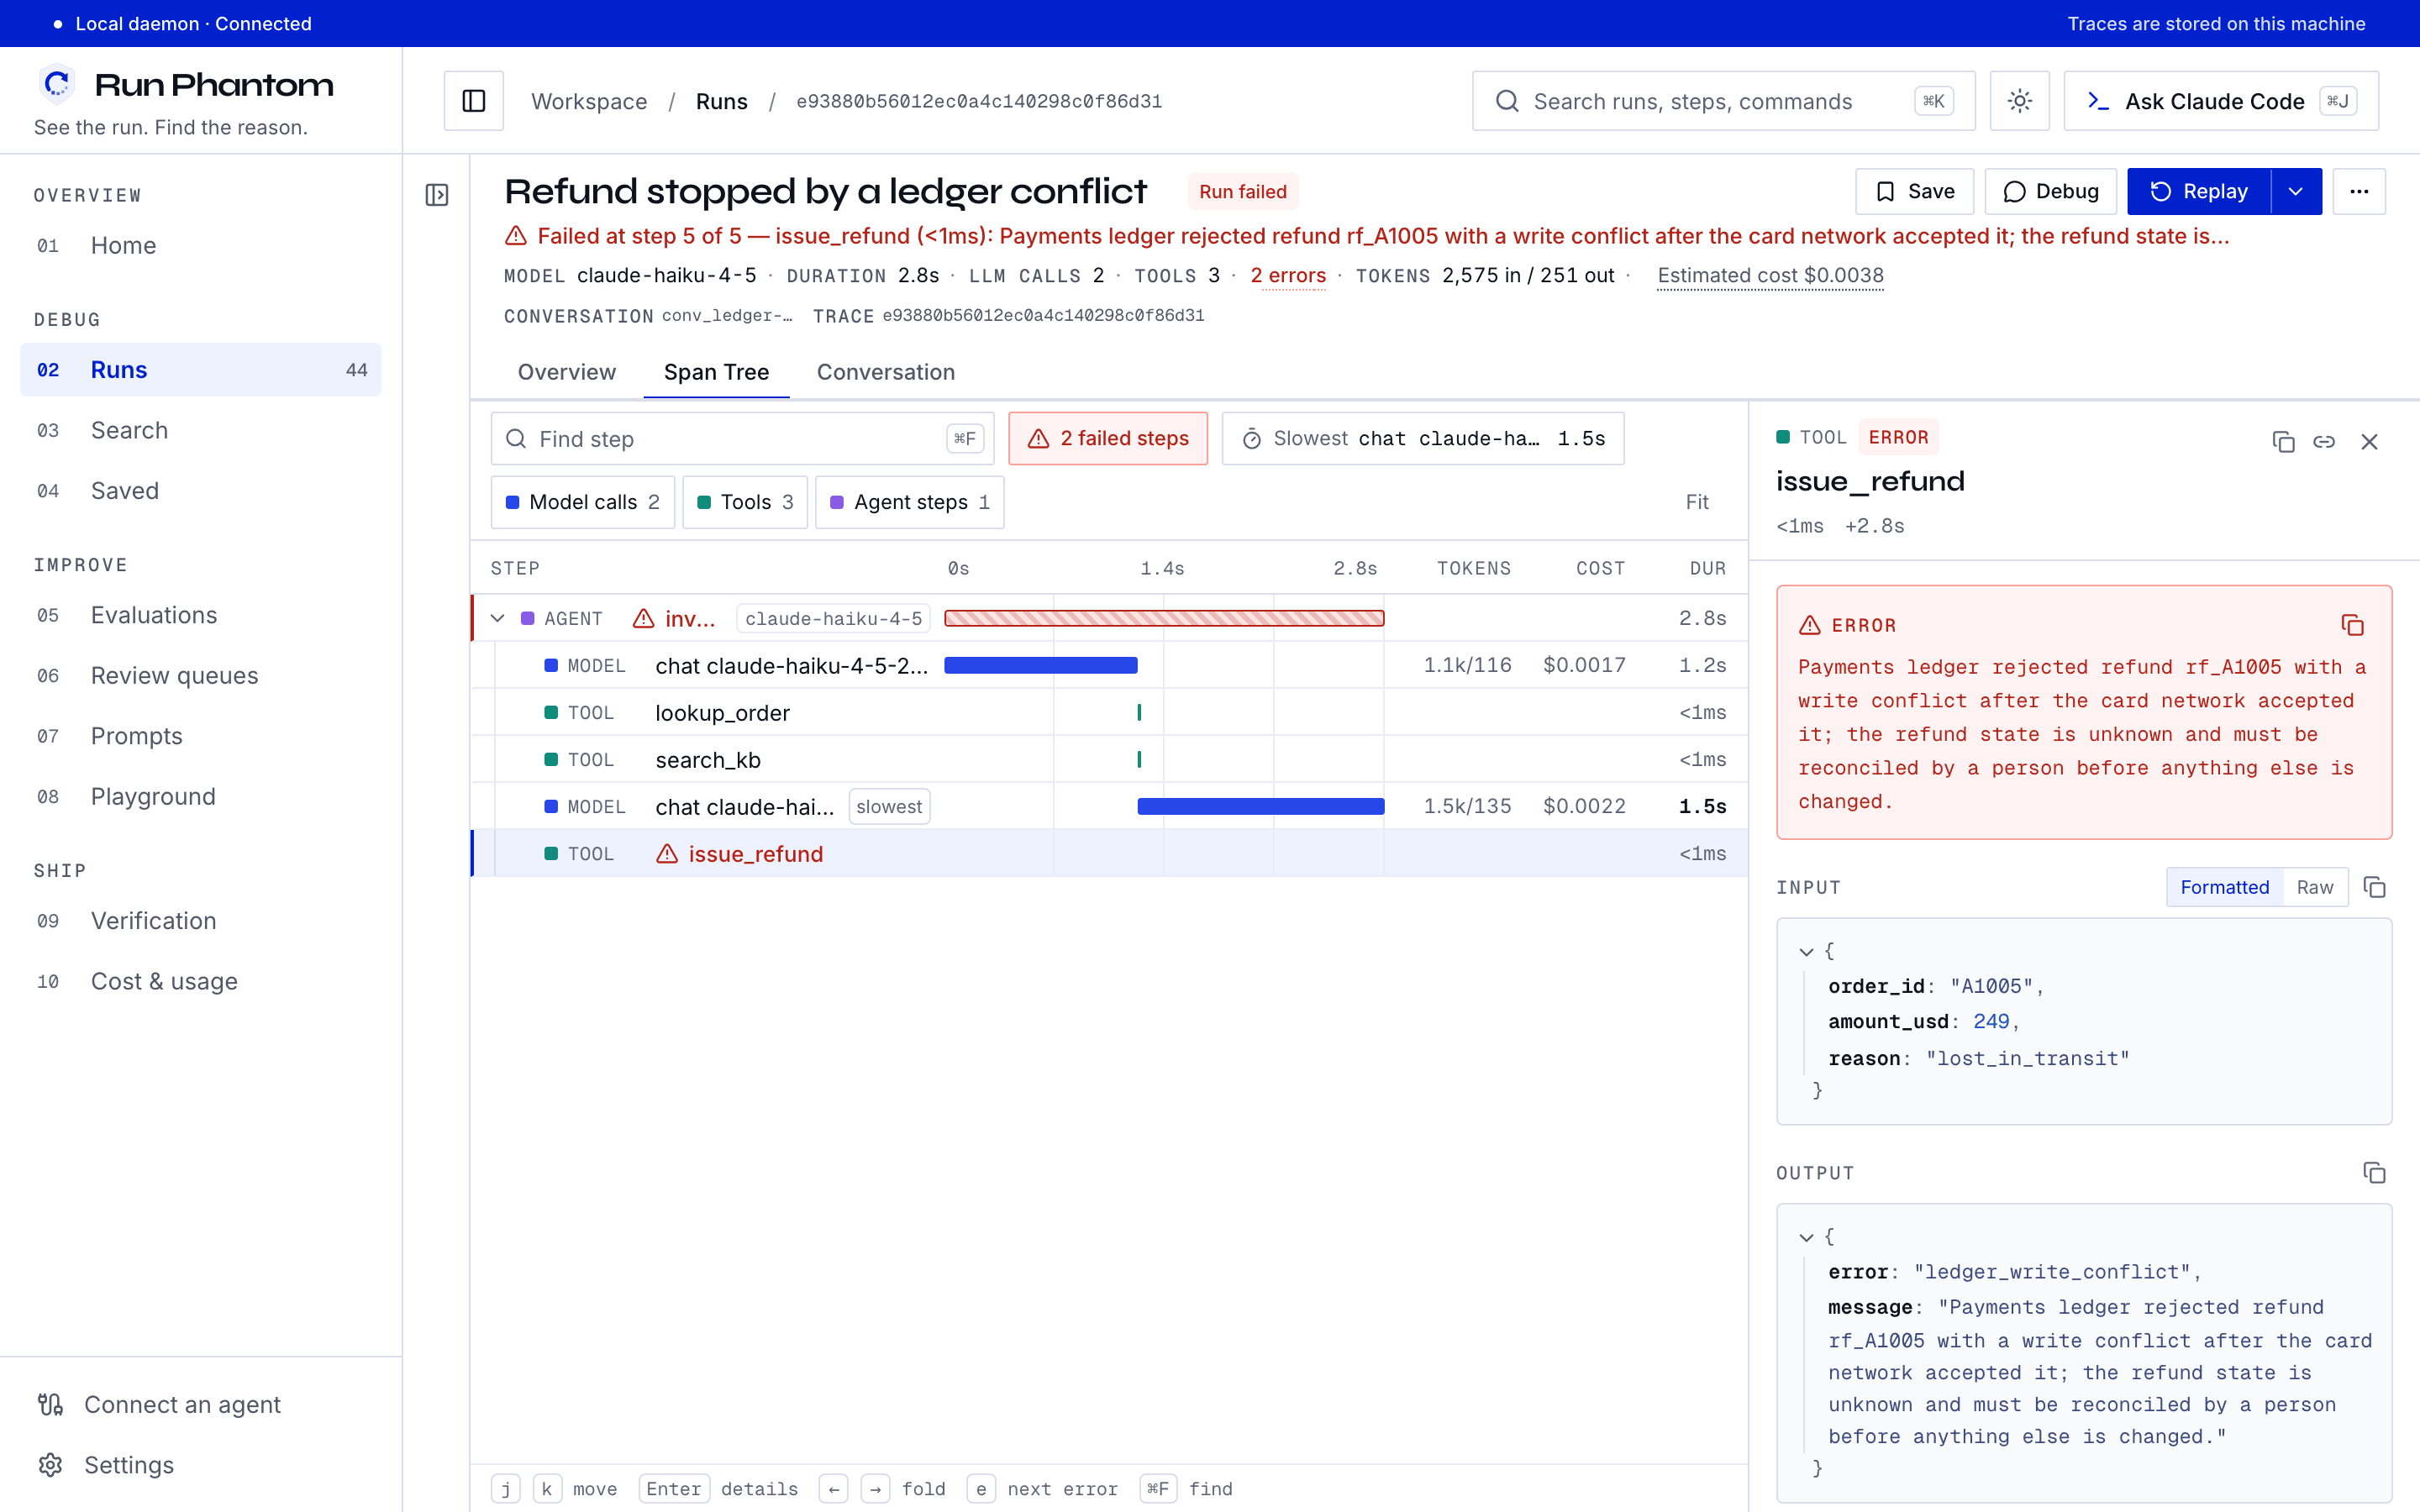 Local daemon · Connected
Traces are stored on this machine
Run Phantom
See the run. Find the reason.
Workspace / Runs / e93880b56012ec0a4c140298c0f86d31
Search runs, steps, commands ⌘K
Ask Claude Code ⌘J
OVERVIEW
01 Home
DEBUG
02 Runs 44
03 Search
04 Saved
IMPROVE
05 Evaluations
06 Review queues
07 Prompts
08 Playground
SHIP
09 Verification
10 Cost & usage
Connect an agent
Settings
Refund stopped by a ledger conflict Run failed
Save Debug Replay
Failed at step 5 of 5 — issue_refund (<1ms): Payments ledger rejected refund rf_A1005 with a write conflict after the card network accepted it; the refund state is…
MODEL claude-haiku-4-5 · DURATION 2.8s · LLM CALLS 2 · TOOLS 3 · 2 errors · TOKENS 2,575 in / 251 out · Estimated cost $0.0038
CONVERSATION conv_ledger-… TRACE e93880b56012ec0a4c140298c0f86d31
Overview Span Tree Conversation
Find step ⌘F
2 failed steps
Slowest chat claude-ha… 1.5s
Model calls 2
Tools 3
Agent steps 1
Fit
STEP 0s 1.4s 2.8s TOKENS COST DUR
AGENT inv… claude-haiku-4-5 2.8s
MODEL chat claude-haiku-4-5-2… 1.1k/116 $0.0017 1.2s
TOOL lookup_order <1ms
TOOL search_kb <1ms
MODEL chat claude-hai… slowest 1.5k/135 $0.0022 1.5s
TOOL issue_refund <1ms
j k move Enter details ← → fold e next error ⌘F find
TOOL ERROR
issue_refund
<1ms +2.8s
ERROR
Payments ledger rejected refund rf_A1005 with a
write conflict after the card network accepted
it; the refund state is unknown and must be
reconciled by a person before anything else is
changed.
INPUT Formatted Raw
{
order_id: "A1005",
amount_usd: 249,
reason: "lost_in_transit"
}
OUTPUT
{
error: "ledger_write_conflict",
message: "Payments ledger rejected refund
rf_A1005 with a write conflict after the card
network accepted it; the refund state is
unknown and must be reconciled by a person
before anything else is changed."
}